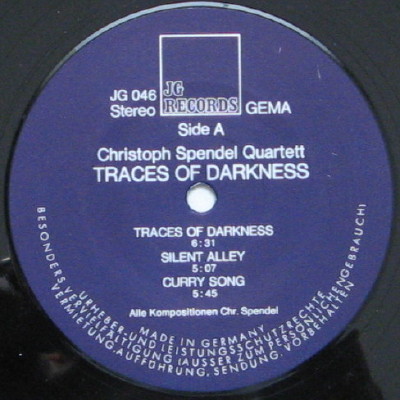 JG
RECORDS
JG 046
Stereo
GEMA
Side A
Christoph Spendel Quartett
TRACES OF DARKNESS
TRACES OF DARKNESS
6:31
SILENT ALLEY
5:07
CURRY SONG
5:45
Alle Kompositionen Chr. Spendel
MADE IN GERMANY
URHEBER-UND LEISTUNGSSCHUTZRECHTE
BESONDERS VERVIELFÄLTIGUNG (AUSSER ZUM PERSÖNLICHEN GEBRAUCH)
VERMIETUNG, AUFFÜHRUNG, SENDUNG, VORBEHALTEN